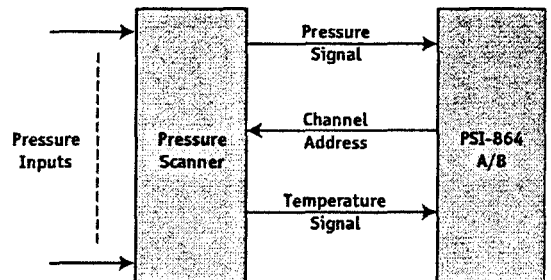 Pressure
Signal
Channel
Address
Pressure
Inputs
Pressure
Scanner
PSI-864
A/B
Temperature
Signal